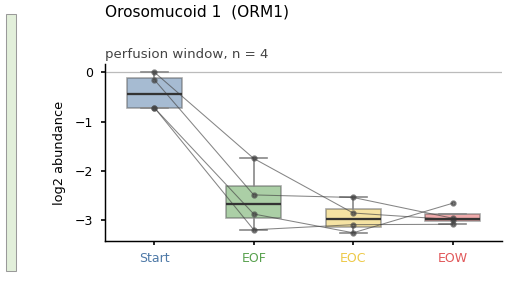 Orosomucoid 1  (ORM1)
perfusion window, n = 4
0
−1
−2
−3
log2 abundance
Start
EOF
EOC
EOW